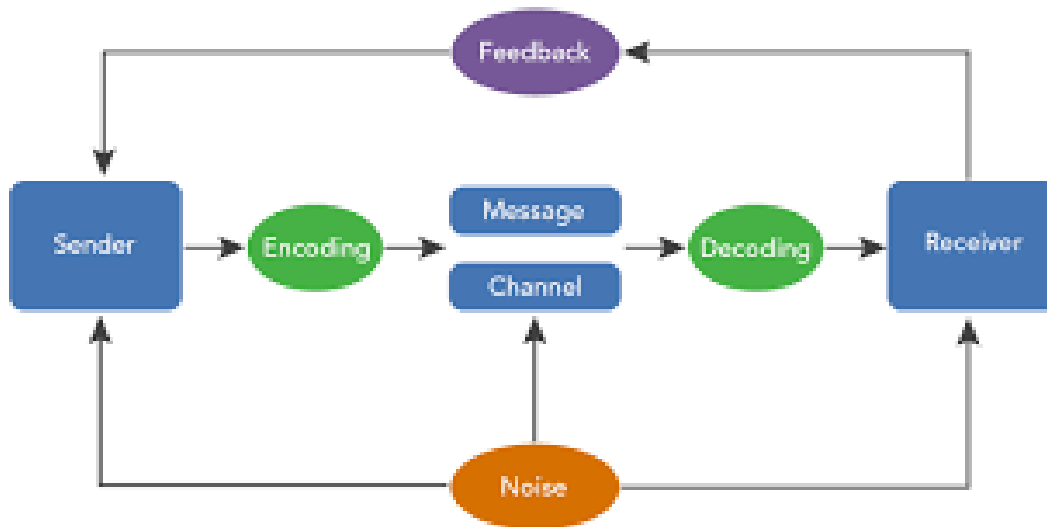 Feedback
Sender
Encoding
Message
Channel
Decoding
Receiver
Noise